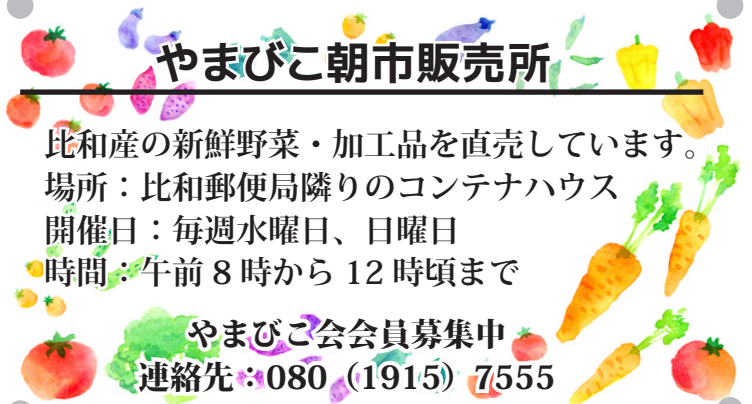 やまびこ朝市販売所
比和産の新鮮野菜・加工品を直売しています。
場所：比和郵便局隣りのコンテナハウス
開催日：毎週水曜日、日曜日
時間：午前8時から12時頃まで
やまびこ会会員募集中
連絡先：080（1915）7555